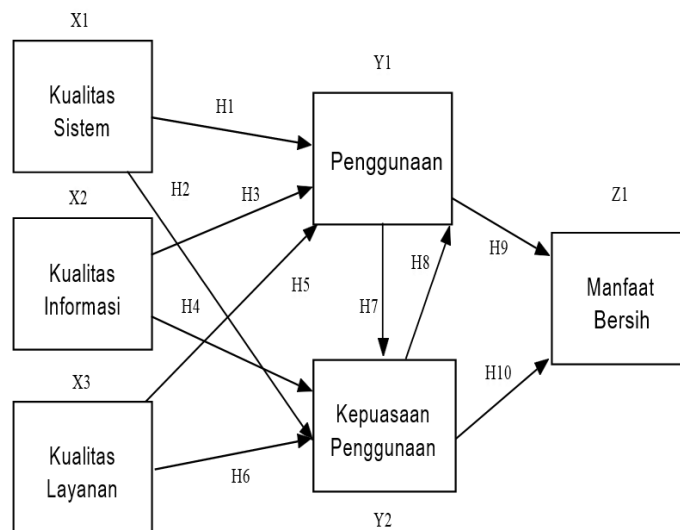 X1
Kualitas
Sistem
H1
Y1
Penggunaan
H2
H3
X2
Kualitas
Informasi
H4
H5
H7
H8
H9
Z1
Manfaat
Bersih
X3
Kualitas
Layanan
H6
Kepuasaan
Penggunaan
H10
Y2